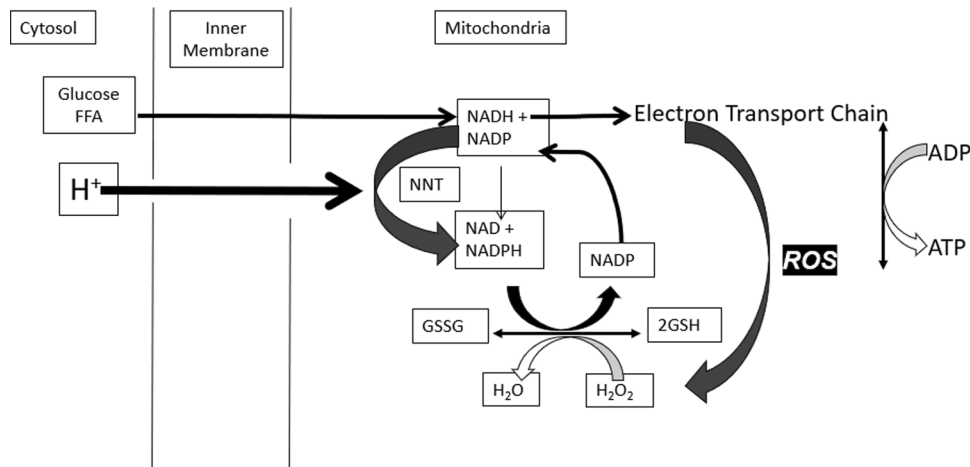 Cytosol
Inner
Membrane
Mitochondria
Glucose
FFA
NADH +
NADP
Electron Transport Chain
ADP
H⁺
NNT
NAD +
NADPH
NADP
ROS
ATP
GSSG
2GSH
H₂O
H₂O₂